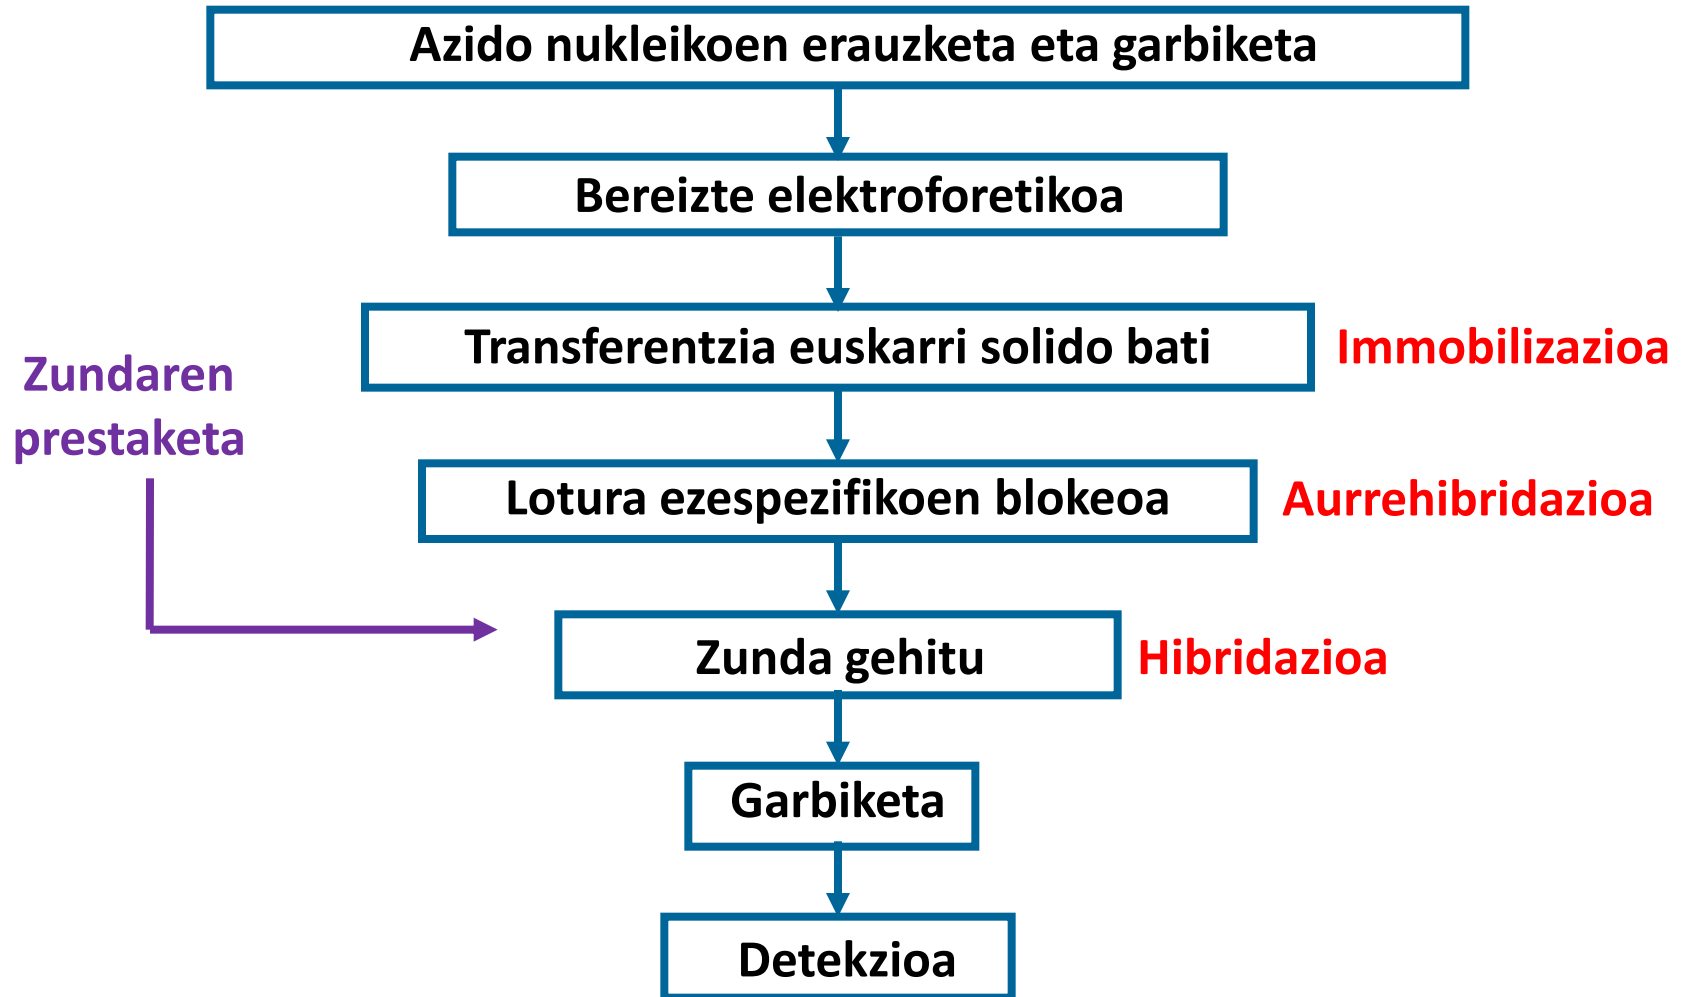 Azido nukleikoen erauzketa eta garbiketa
Bereizte elektroforetikoa
Transferentzia euskarri solido bati
Immobilizazioa
Zundaren
prestaketa
Lotura ezespezifikoen blokeoa
Aurrehibridazioa
Zunda gehitu
Hibridazioa
Garbiketa
Detekzioa